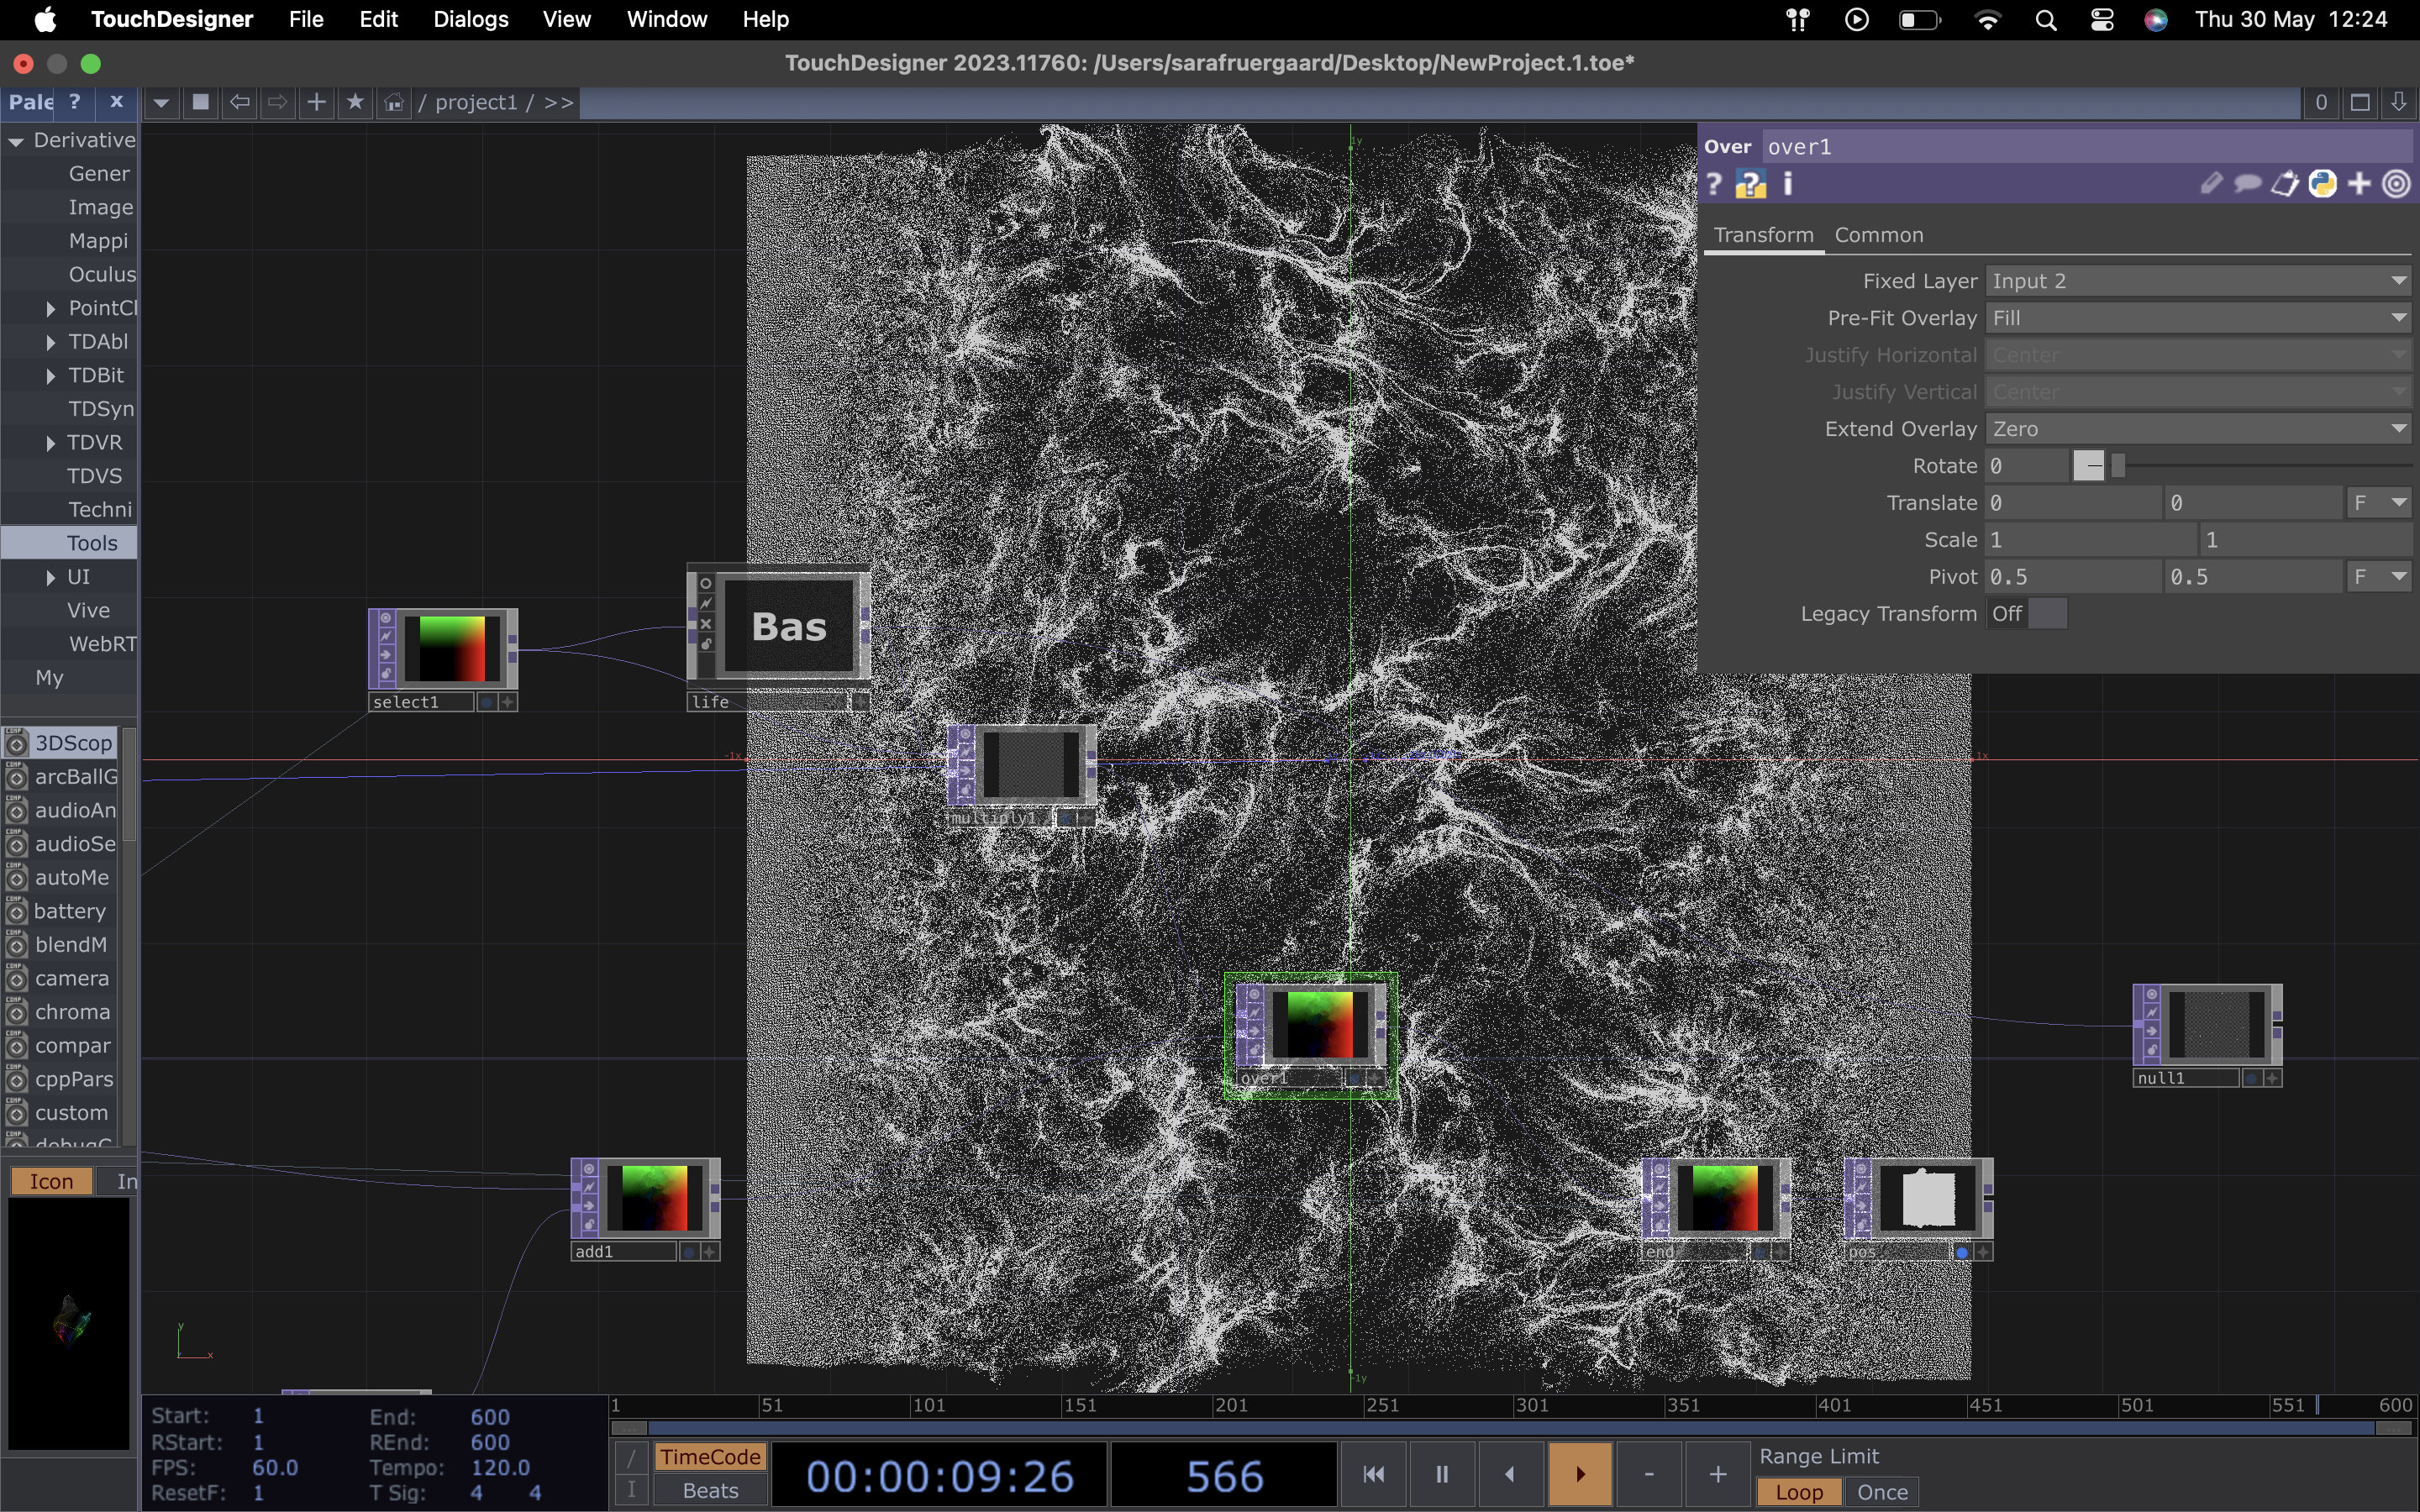 TouchDesigner File Edit Dialogs View Window Help Thu 30 May 12:24
TouchDesigner 2023.11760: /Users/sarafruergaard/Desktop/NewProject.1.toe*
Pale ? x / project1 / >> 0
Derivative
Gener
Image
Mappi
Oculus
PointCl
TDAbl
TDBit
TDSyn
TDVR
TDVS
Techni
Tools
UI
Vive
WebRT
My
3DScop
arcBallG
audioAn
audioSe
autoMe
battery
blendM
camera
chroma
compar
cppPars
custom
debugC
Icon In
Over over1
? ? i
Transform Common
Fixed Layer Input 2
Pre-Fit Overlay Fill
Justify Horizontal Center
Justify Vertical Center
Extend Overlay Zero
Rotate 0
Translate 0 0 F
Scale 1 1
Pivot 0.5 0.5 F
Legacy Transform Off
1y
Bas
select1
life
-1x
1x
multiply1
over1
null1
add1
end
pos
-1y
y
x
Start: 1 End: 600
RStart: 1 REnd: 600
FPS: 60.0 Tempo: 120.0
ResetF: 1 T Sig: 4 4
1 51 101 151 201 251 301 351 401 451 501 551 600
/ TimeCode
I Beats
00:00:09:26 566
- +
Range Limit
Loop Once